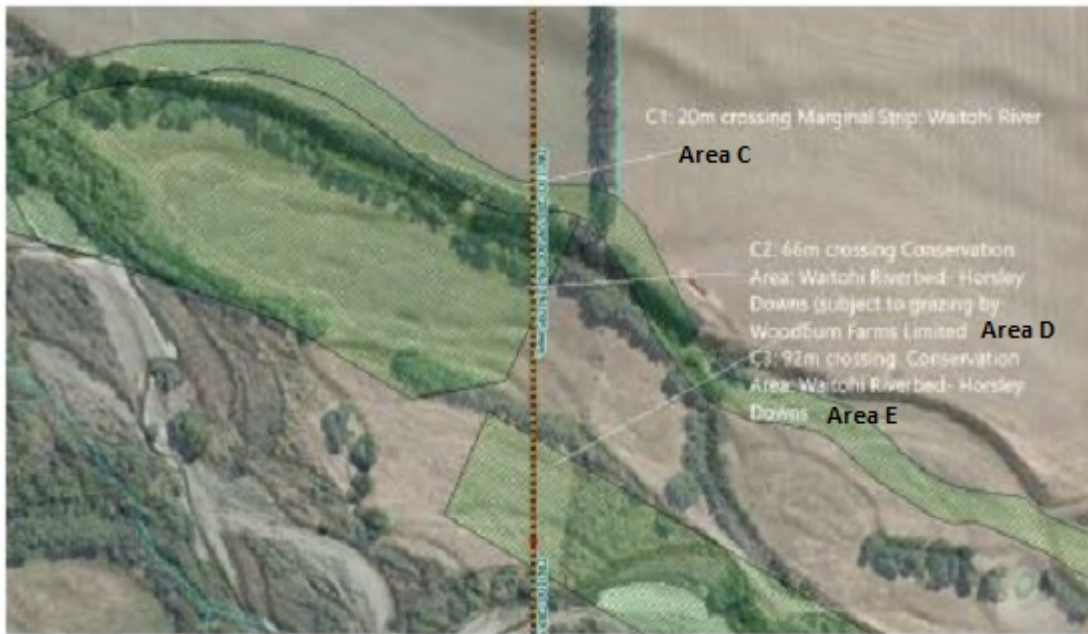 C1: 20m crossing Marginal Strip: Waitohi River
Area C
C2: 66m crossing Conservation
Area: Waitohi Riverbed- Horsley
Downs (subject to grazing by
Woodburn Farms Limited Area D
C3: 92m crossing Conservation
Area: Waitohi Riverbed- Horsley
Downs Area E